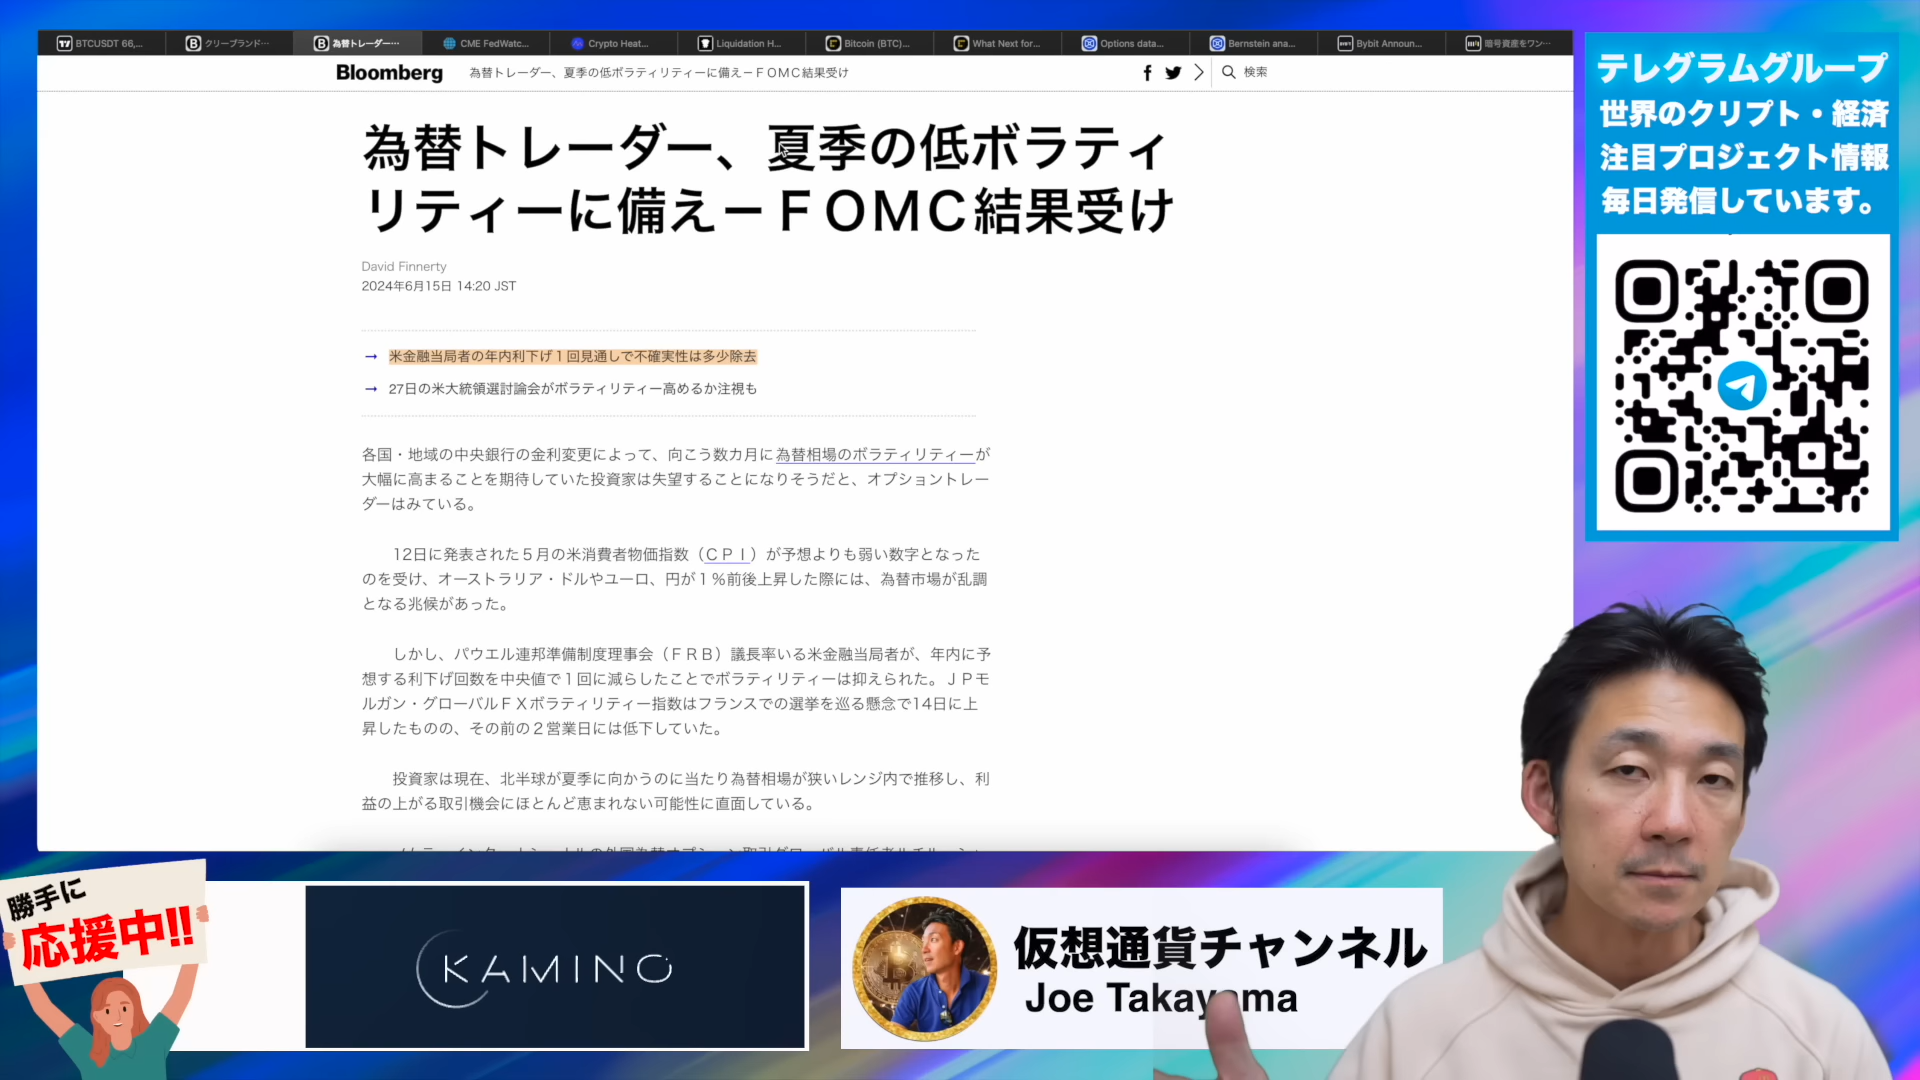 BTCUSDT 66,...
クリーブランド…
為替トレーダー…
CME FedWatc...
Crypto Heat...
Liquidation H...
Bitcoin (BTC)...
What Next for...
Options data...
Bernstein ana...
Bybit Announ...
暗号資産をワン…
Bloomberg
為替トレーダー、夏季の低ボラティリティーに備え－ＦＯＭＣ結果受け
検索
為替トレーダー、夏季の低ボラティ
リティーに備え－ＦＯＭＣ結果受け
David Finnerty
2024年6月15日 14:20 JST
→ 米金融当局者の年内利下げ１回見通しで不確実性は多少除去
→ 27日の米大統領選討論会がボラティリティー高めるか注視も
各国・地域の中央銀行の金利変更によって、向こう数カ月に為替相場のボラティリティーが
大幅に高まることを期待していた投資家は失望することになりそうだと、オプショントレー
ダーはみている。
12日に発表された５月の米消費者物価指数（ＣＰＩ）が予想よりも弱い数字となった
のを受け、オーストラリア・ドルやユーロ、円が１％前後上昇した際には、為替市場が乱調
となる兆候があった。
しかし、パウエル連邦準備制度理事会（ＦＲＢ）議長率いる米金融当局者が、年内に予
想する利下げ回数を中央値で１回に減らしたことでボラティリティーは抑えられた。ＪＰモ
ルガン・グローバルＦＸボラティリティー指数はフランスでの選挙を巡る懸念で14日に上
昇したものの、その前の２営業日には低下していた。
投資家は現在、北半球が夏季に向かうのに当たり為替相場が狭いレンジ内で推移し、利
益の上がる取引機会にほとんど恵まれない可能性に直面している。
テレグラムグループ
世界のクリプト・経済
注目プロジェクト情報
毎日発信しています。
勝手に
応援中!!
KAMINO
仮想通貨チャンネル
Joe Takayama